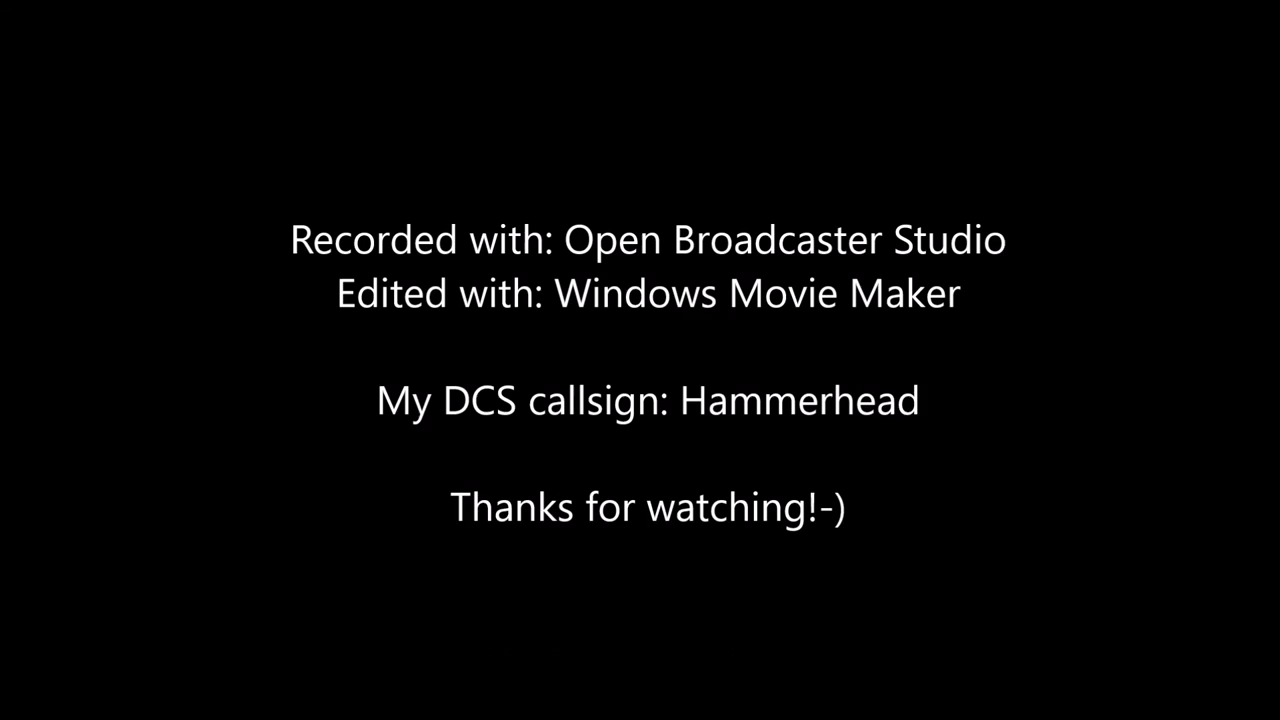 Recorded with: Open Broadcaster Studio
Edited with: Windows Movie Maker
My DCS callsign: Hammerhead
Thanks for watching!-)